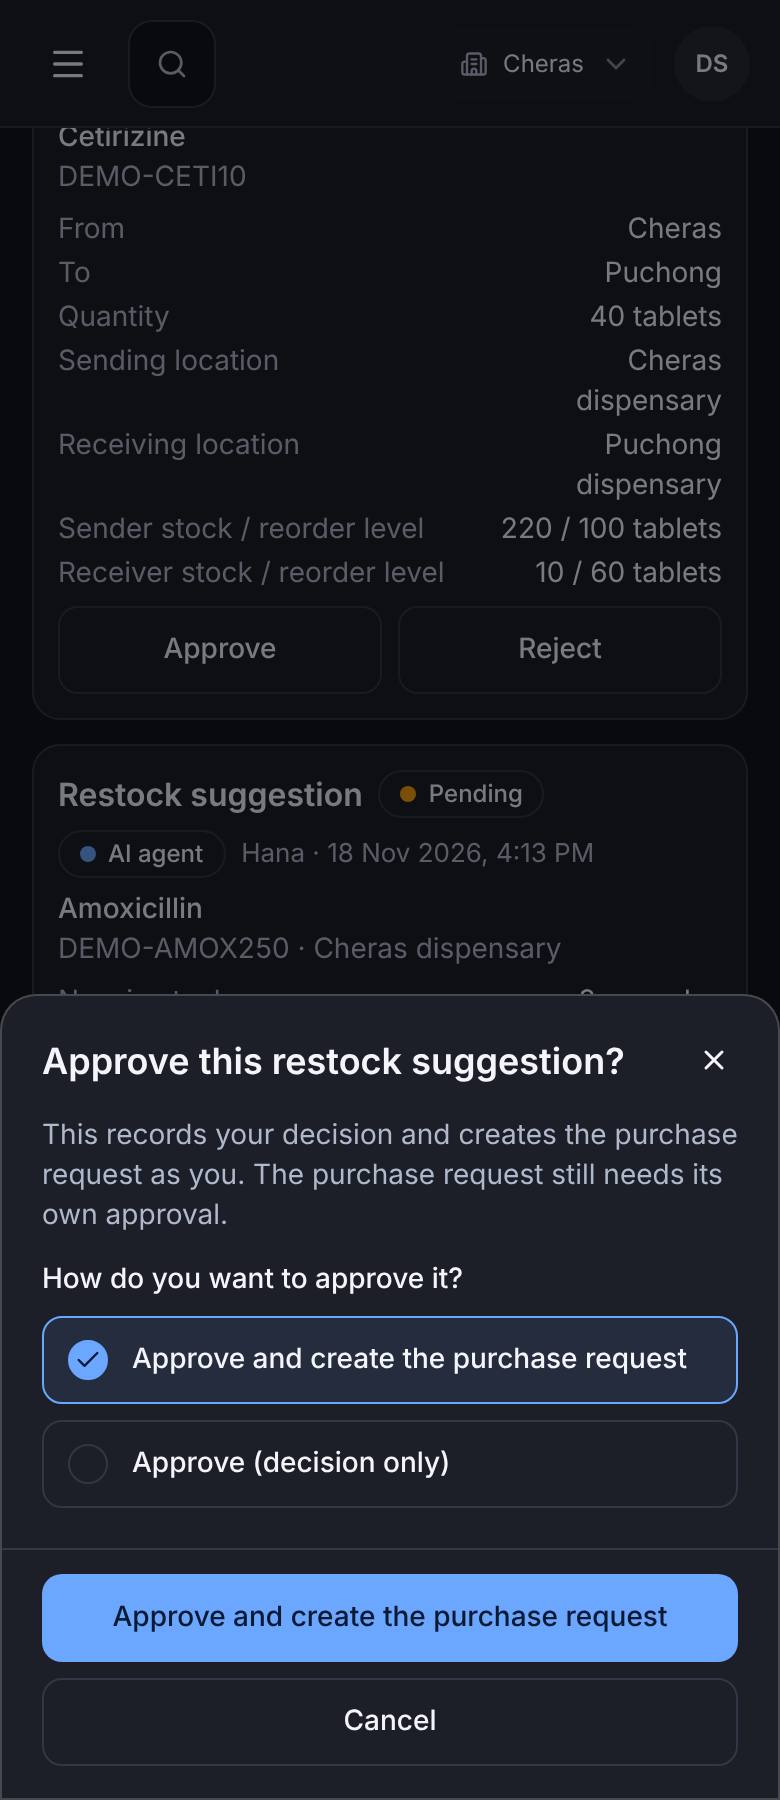 Cheras
DS
Cetirizine
DEMO-CETI10
From Cheras
To Puchong
Quantity 40 tablets
Sending location Cheras
dispensary
Receiving location Puchong
dispensary
Sender stock / reorder level 220 / 100 tablets
Receiver stock / reorder level 10 / 60 tablets
Approve Reject
Restock suggestion Pending
AI agent Hana · 18 Nov 2026, 4:13 PM
Amoxicillin
DEMO-AMOX250 · Cheras dispensary
Approve this restock suggestion?
This records your decision and creates the purchase
request as you. The purchase request still needs its
own approval.
How do you want to approve it?
Approve and create the purchase request
Approve (decision only)
Approve and create the purchase request
Cancel